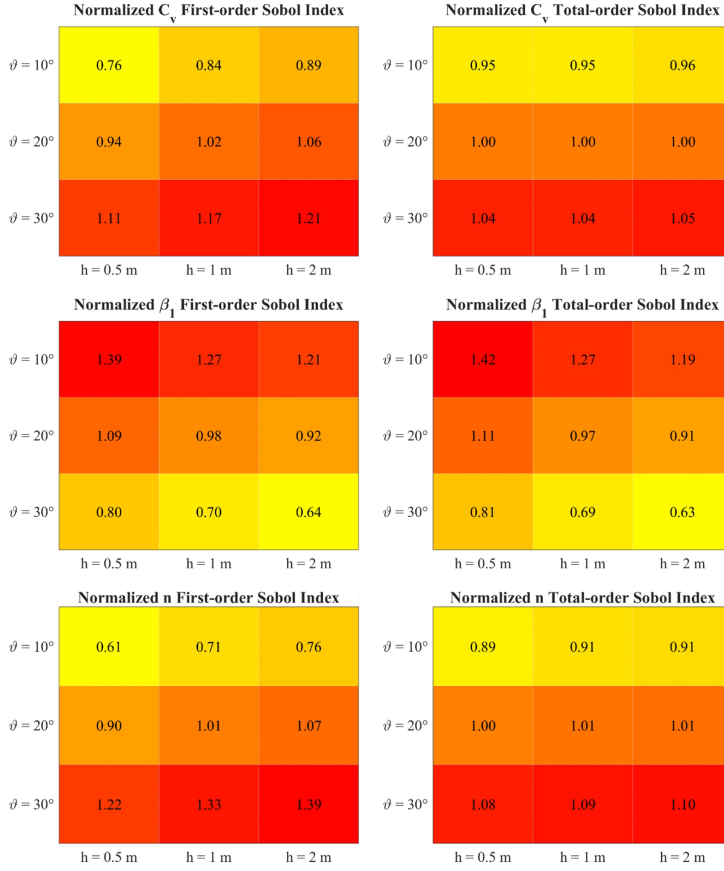 Normalized C_v First-order Sobol Index
ϑ = 10° 0.76 0.84 0.89
ϑ = 20° 0.94 1.02 1.06
ϑ = 30° 1.11 1.17 1.21
h = 0.5 m h = 1 m h = 2 m
Normalized C_v Total-order Sobol Index
ϑ = 10° 0.95 0.95 0.96
ϑ = 20° 1.00 1.00 1.00
ϑ = 30° 1.04 1.04 1.05
h = 0.5 m h = 1 m h = 2 m
Normalized β_1 First-order Sobol Index
ϑ = 10° 1.39 1.27 1.21
ϑ = 20° 1.09 0.98 0.92
ϑ = 30° 0.80 0.70 0.64
h = 0.5 m h = 1 m h = 2 m
Normalized β_1 Total-order Sobol Index
ϑ = 10° 1.42 1.27 1.19
ϑ = 20° 1.11 0.97 0.91
ϑ = 30° 0.81 0.69 0.63
h = 0.5 m h = 1 m h = 2 m
Normalized n First-order Sobol Index
ϑ = 10° 0.61 0.71 0.76
ϑ = 20° 0.90 1.01 1.07
ϑ = 30° 1.22 1.33 1.39
h = 0.5 m h = 1 m h = 2 m
Normalized n Total-order Sobol Index
ϑ = 10° 0.89 0.91 0.91
ϑ = 20° 1.00 1.01 1.01
ϑ = 30° 1.08 1.09 1.10
h = 0.5 m h = 1 m h = 2 m